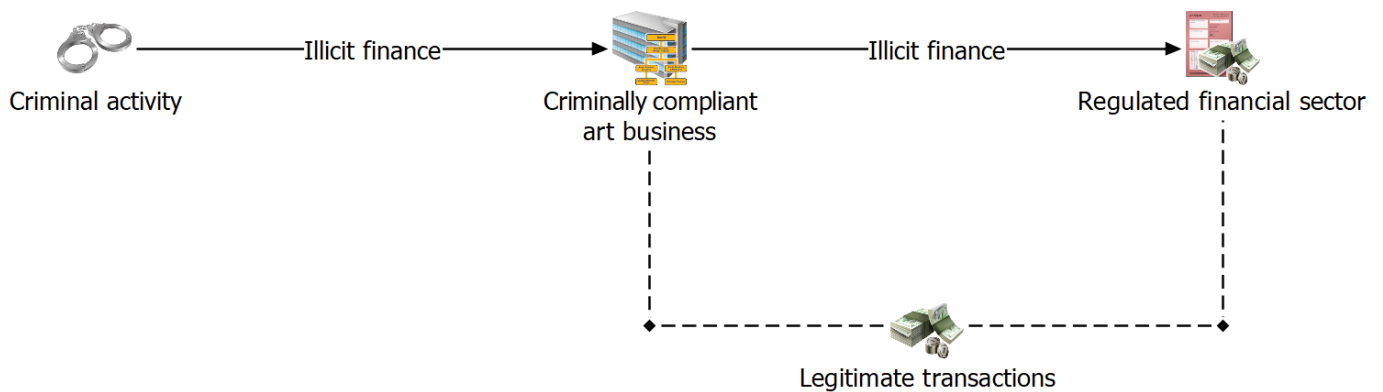 Illicit finance
Illicit finance
Criminal activity
Criminally compliant
art business
Regulated financial sector
Legitimate transactions